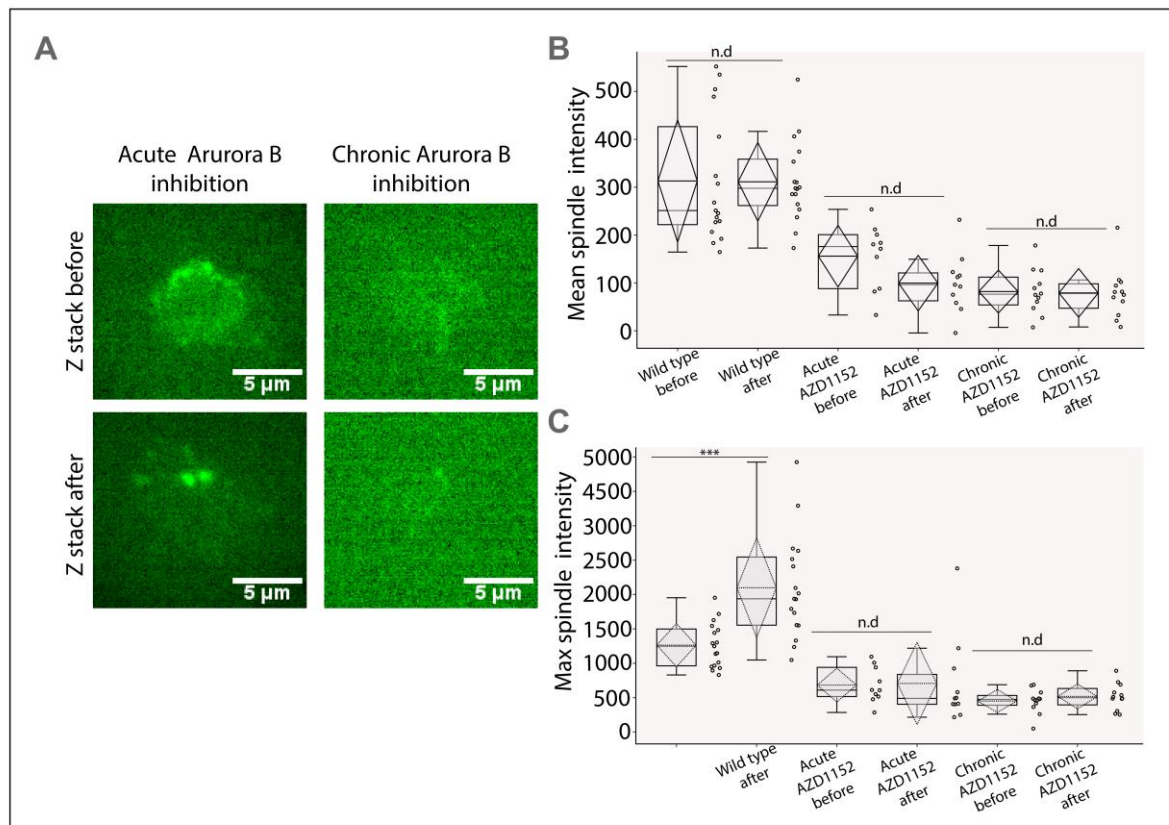 A
Acute Arurora B
inhibition
Chronic Arurora B
inhibition
Z stack before
5 µm
5 µm
Z stack after
5 µm
5 µm
B
Mean spindle intensity
500
400
300
200
100
0
n.d
n.d
n.d
Wild type
before
Wild type
after
Acute
AZD1152
before
Acute
AZD1152
after
Chronic
AZD1152
before
Chronic
AZD1152
after
C
Max spindle intensity
5000
4500
3000
2500
2000
1500
1000
500
0
***
n.d
n.d
Wild type
after
Acute
AZD1152
before
Acute
AZD1152
after
Chronic
AZD1152
before
Chronic
AZD1152
after